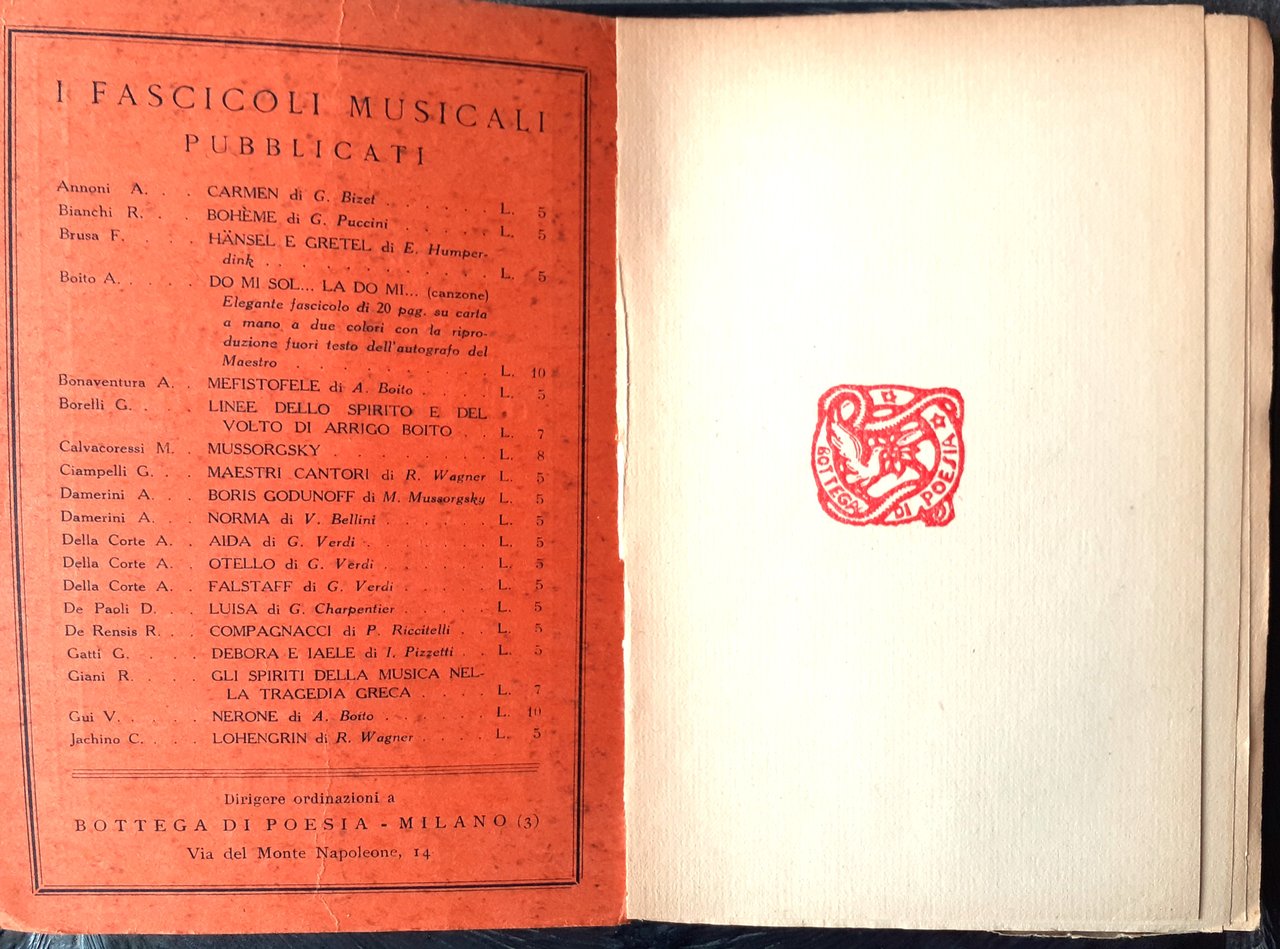 I FASCICOLI MUSICALI
PUBBLICATI
Annoni A. . . CARMEN di G. Bizet . . . . . . L. 5
Bianchi R. . . BOHÈME di G. Puccini . . . . . L. 5
Brusa F. . . . . HÄNSEL E GRETEL di E. Humper-
dink . . . . . . . . . . . L. 5
Boito A. . . . . DO MI SOL... LA DO MI... (canzone)
Elegante fascicolo di 20 pag. su carta
a mano a due colori con la ripro-
duzione fuori testo dell'autografo del
Maestro . . . . . . . . . . L. 10
Bonaventura A. . MEFISTOFELE di A. Boito . . . . L. 5
Borelli G. . . . LINEE DELLO SPIRITO E DEL
VOLTO DI ARRIGO BOITO . . L. 7
Calvacoressi M. MUSSORGSKY . . . . . . . . L. 8
Ciampelli G. . . MAESTRI CANTORI di R. Wagner L. 5
Damerini A. . . BORIS GODUNOFF di M. Mussorgsky L. 5
Damerini A. . . NORMA di V. Bellini . . . . . . L. 5
Della Corte A. . AIDA di G. Verdi . . . . . . . L. 5
Della Corte A. . OTELLO di G. Verdi . . . . . . L. 5
Della Corte A. . FALSTAFF di G. Verdi . . . . . L. 5
De Paoli D. . . LUISA di G. Charpentier . . . . . L. 5
De Rensis R. . . COMPAGNACCI di P. Riccitelli . . L. 5
Gatti G. . . . . DEBORA E IAELE di I. Pizzetti . . L. 5
Giani R. . . . . GLI SPIRITI DELLA MUSICA NEL-
LA TRAGEDIA GRECA . . . . L. 7
Gui V. . . . . NERONE di A. Boito . . . . . . L. 10
Jachino C. . . . LOHENGRIN di R. Wagner . . . . L. 5
Dirigere ordinazioni a
BOTTEGA DI POESIA - MILANO (3)
Via del Monte Napoleone, 14
BOTTEGA DI POESIA